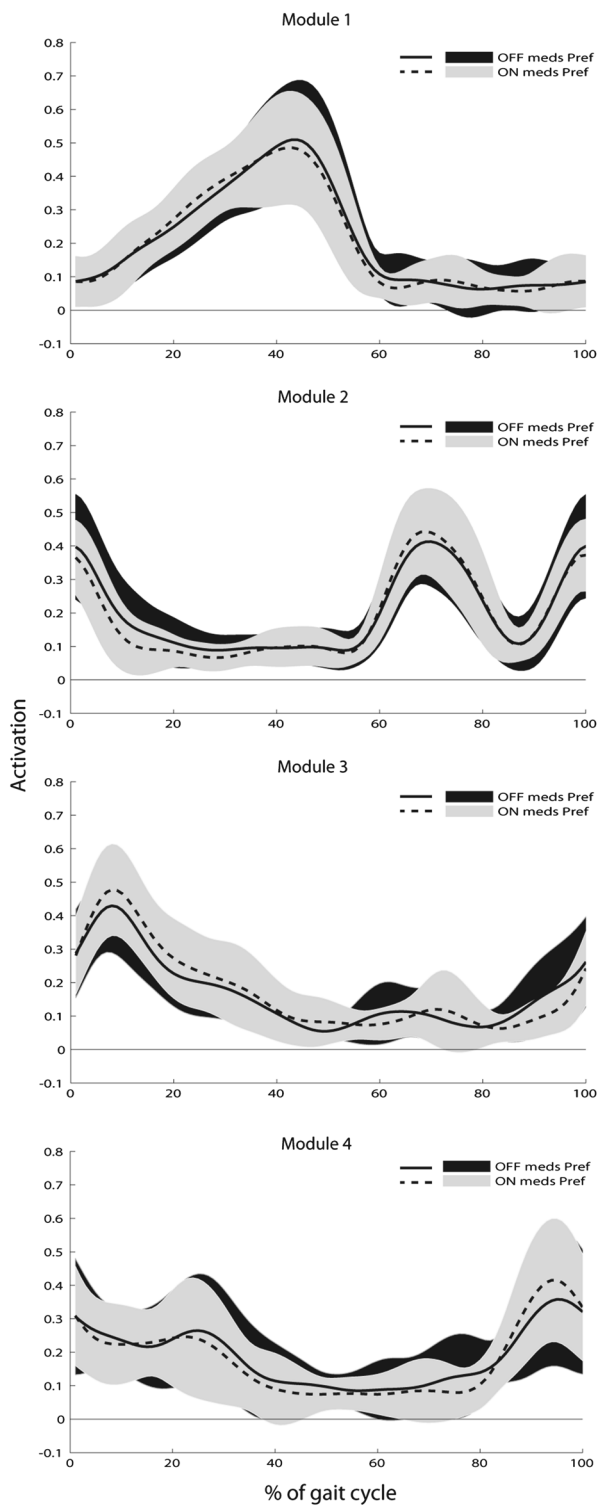 Module 1
OFF meds Pref
ON meds Pref
0.8
0.7
0.6
0.5
0.4
0.3
0.2
0.1
0
-0.1
0 20 40 60 80 100
Module 2
OFF meds Pref
ON meds Pref
0.8
0.7
0.6
0.5
0.4
0.3
0.2
0.1
0
-0.1
0 20 40 60 80 100
Activation
Module 3
OFF meds Pref
ON meds Pref
0.8
0.7
0.6
0.5
0.4
0.3
0.2
0.1
0
-0.1
0 20 40 60 80 100
Module 4
OFF meds Pref
ON meds Pref
0.8
0.7
0.6
0.5
0.4
0.3
0.2
0.1
0
-0.1
0 20 40 60 80 100
% of gait cycle